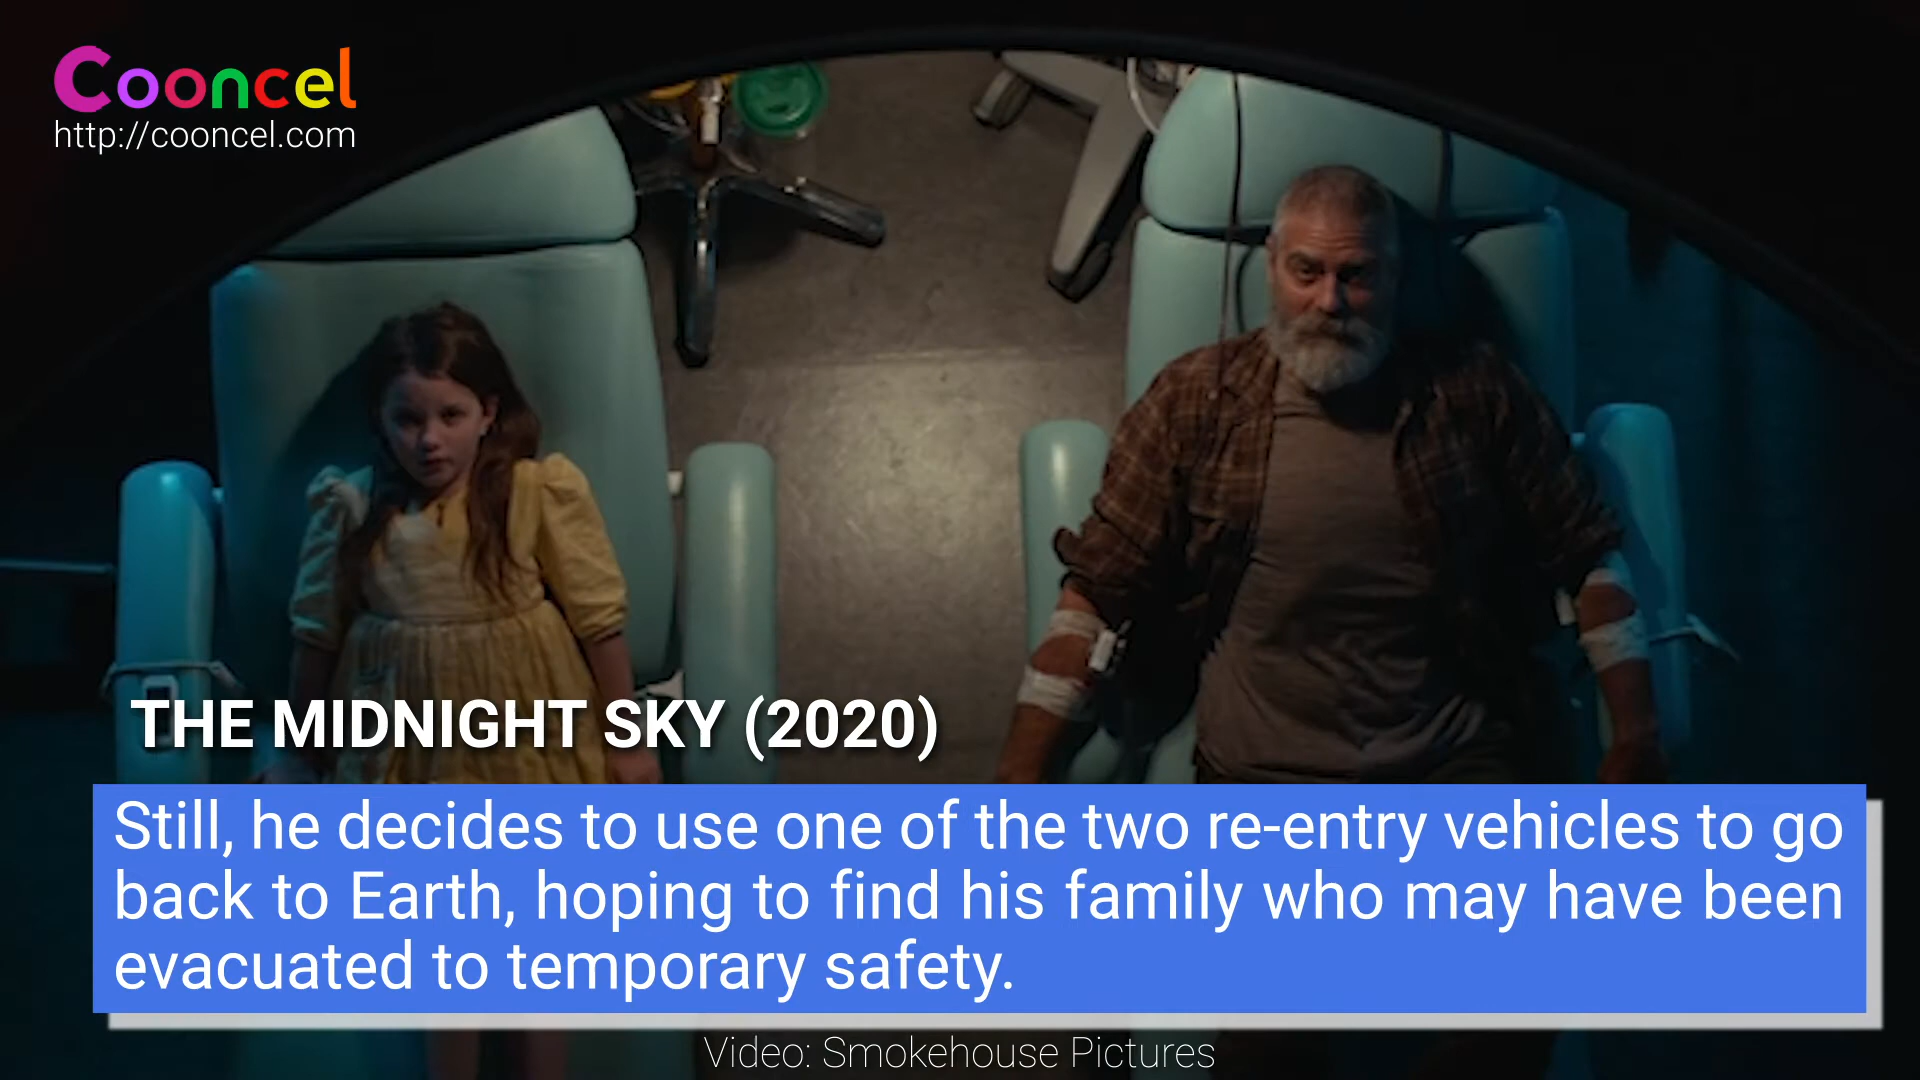 Cooncel
http://cooncel.com
THE MIDNIGHT SKY (2020)
Still, he decides to use one of the two re-entry vehicles to go
back to Earth, hoping to find his family who may have been
evacuated to temporary safety.
Video: Smokehouse Pictures